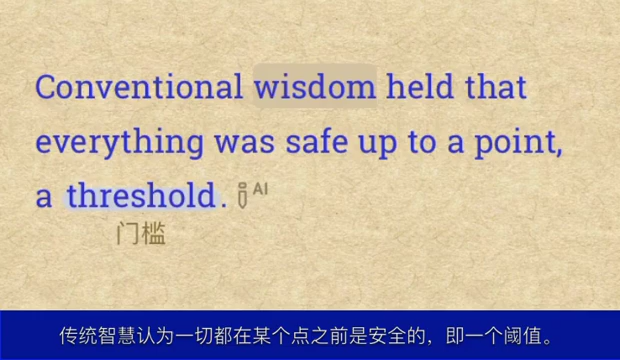 Conventional wisdom held that
everything was safe up to a point,
a threshold. AI
门槛
传统智慧认为一切都在某个点之前是安全的，即一个阈值。